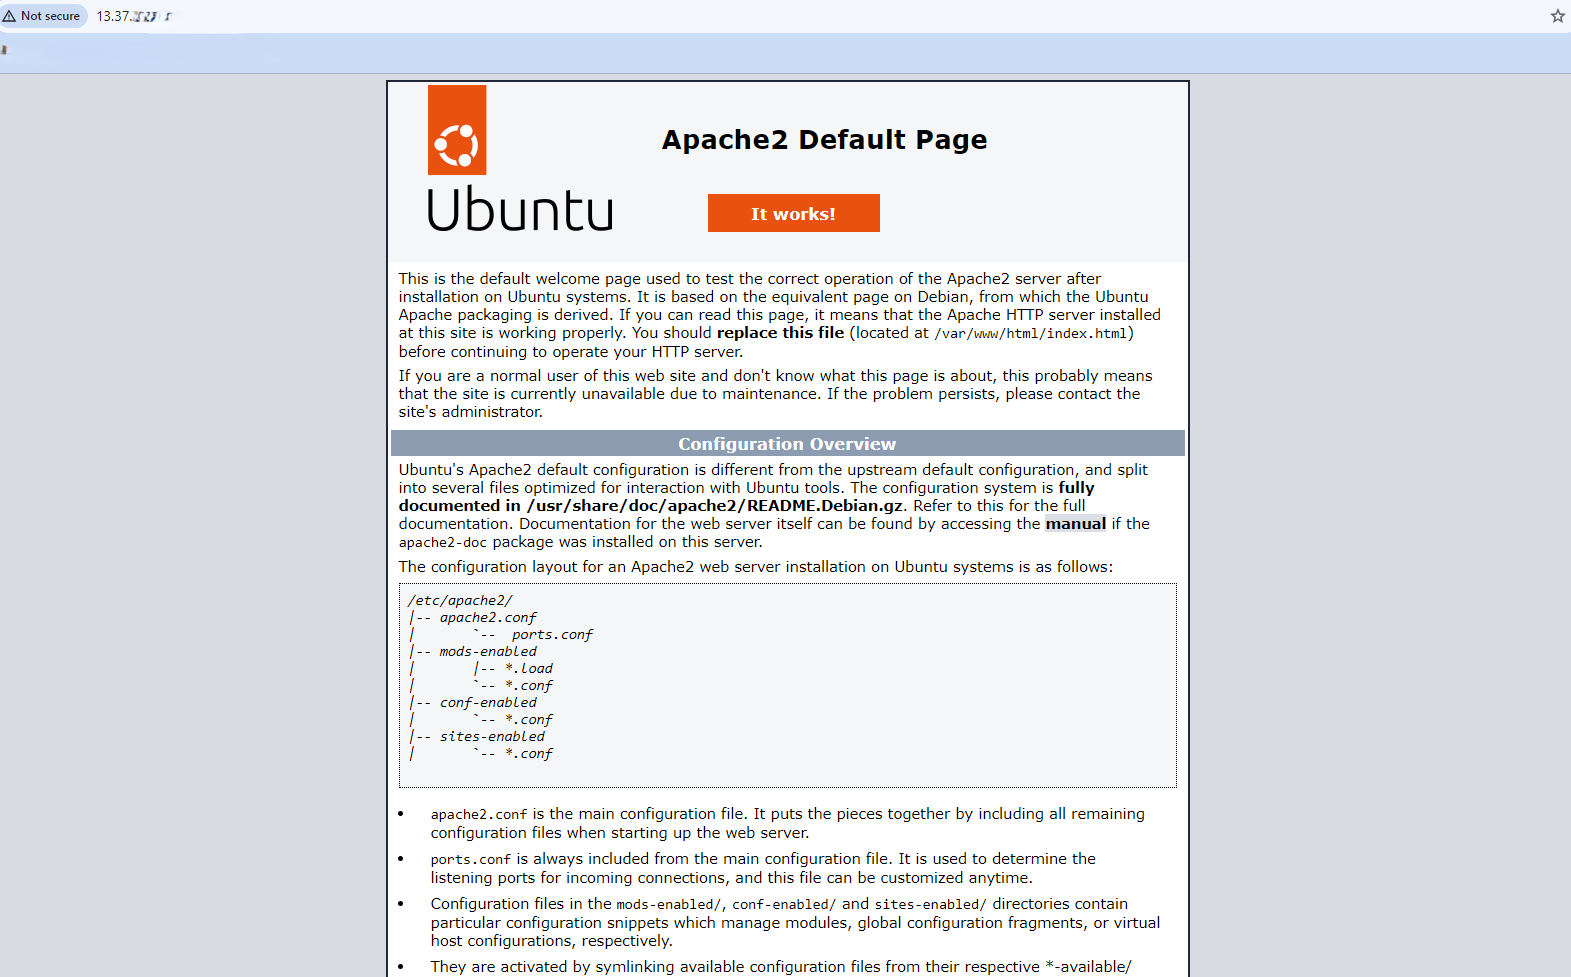 Not secure 13.37.
Ubuntu
Apache2 Default Page
It works!
This is the default welcome page used to test the correct operation of the Apache2 server after
installation on Ubuntu systems. It is based on the equivalent page on Debian, from which the Ubuntu
Apache packaging is derived. If you can read this page, it means that the Apache HTTP server installed
at this site is working properly. You should replace this file (located at /var/www/html/index.html)
before continuing to operate your HTTP server.
If you are a normal user of this web site and don't know what this page is about, this probably means
that the site is currently unavailable due to maintenance. If the problem persists, please contact the
site's administrator.
Configuration Overview
Ubuntu's Apache2 default configuration is different from the upstream default configuration, and split
into several files optimized for interaction with Ubuntu tools. The configuration system is fully
documented in /usr/share/doc/apache2/README.Debian.gz. Refer to this for the full
documentation. Documentation for the web server itself can be found by accessing the manual if the
apache2-doc package was installed on this server.
The configuration layout for an Apache2 web server installation on Ubuntu systems is as follows:
/etc/apache2/
|-- apache2.conf
|       `--  ports.conf
|-- mods-enabled
|       |-- *.load
|       `-- *.conf
|-- conf-enabled
|       `-- *.conf
|-- sites-enabled
|       `-- *.conf
• apache2.conf is the main configuration file. It puts the pieces together by including all remaining
configuration files when starting up the web server.
• ports.conf is always included from the main configuration file. It is used to determine the
listening ports for incoming connections, and this file can be customized anytime.
• Configuration files in the mods-enabled/, conf-enabled/ and sites-enabled/ directories contain
particular configuration snippets which manage modules, global configuration fragments, or virtual
host configurations, respectively.
• They are activated by symlinking available configuration files from their respective *-available/